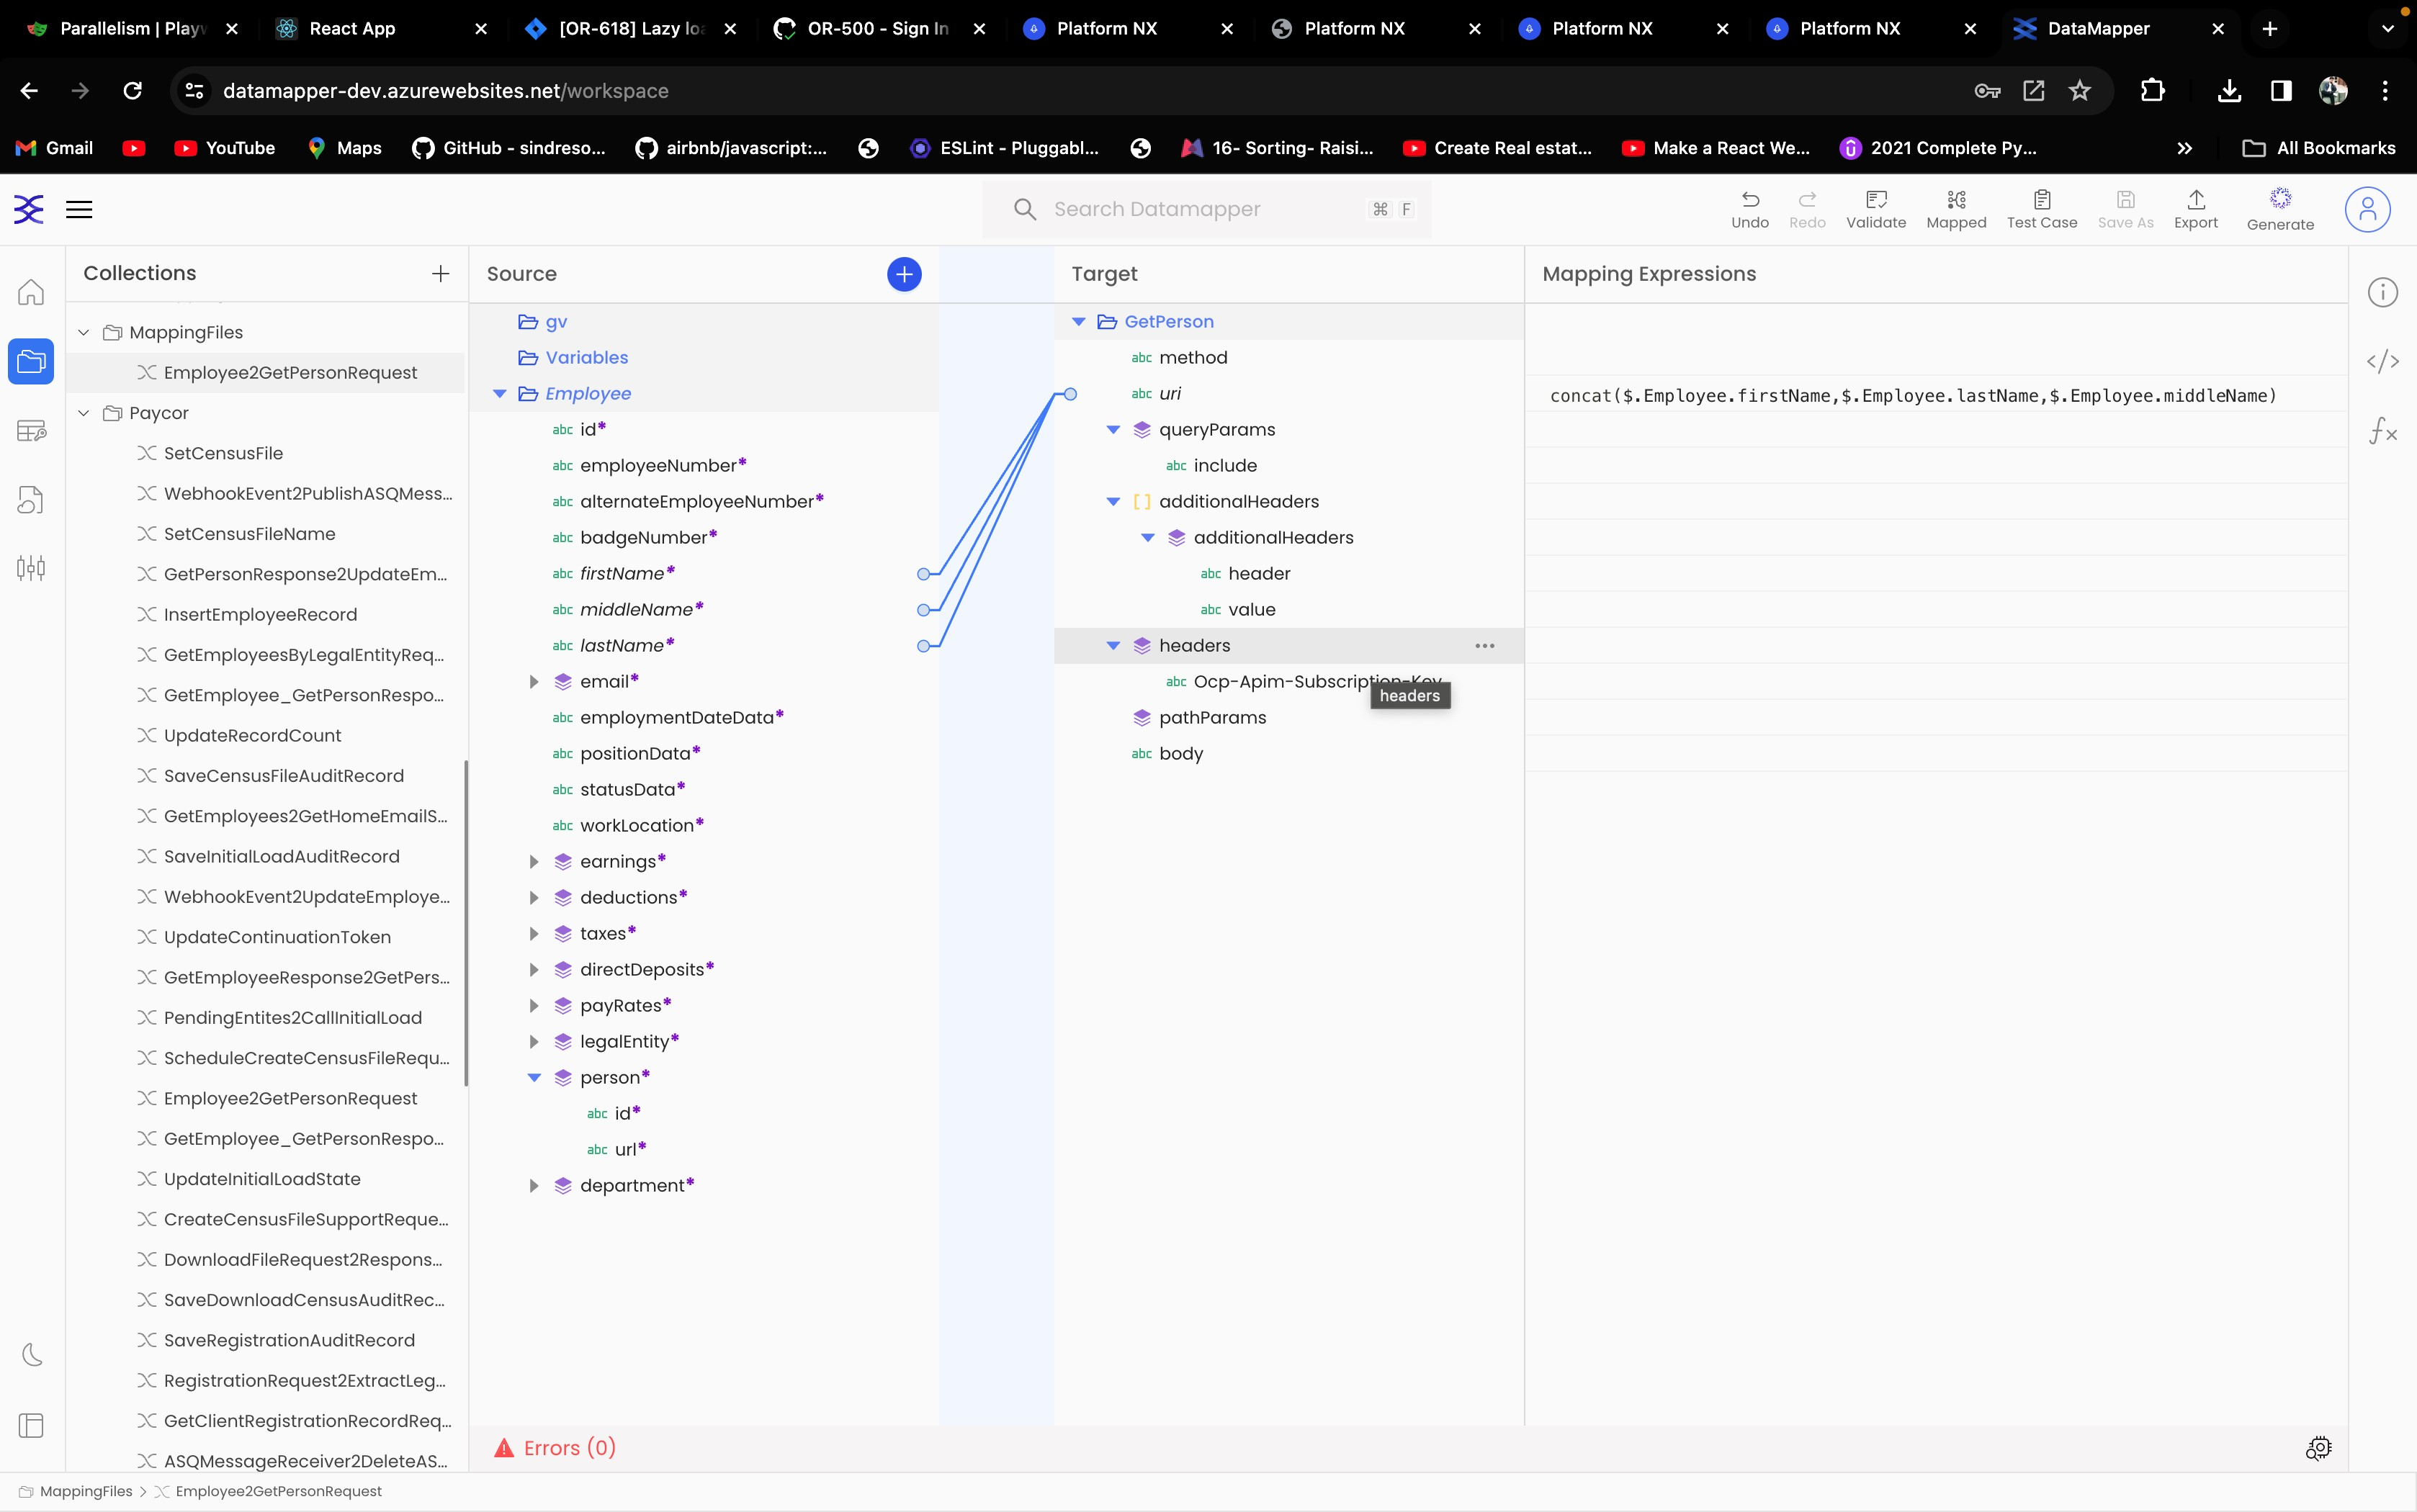 Parallelism | Playw
React App
[OR-618] Lazy loa
OR-500 - Sign In
Platform NX
Platform NX
Platform NX
Platform NX
DataMapper
datamapper-dev.azurewebsites.net/workspace
Gmail
YouTube
Maps
GitHub - sindreso...
airbnb/javascript:...
ESLint - Pluggabl...
16- Sorting- Raisi...
Create Real estat...
Make a React We...
2021 Complete Py...
All Bookmarks
Search Datamapper
⌘ F
Undo
Redo
Validate
Mapped
Test Case
Save As
Export
Generate
Collections
MappingFiles
Employee2GetPersonRequest
Paycor
SetCensusFile
WebhookEvent2PublishASQMess...
SetCensusFileName
GetPersonResponse2UpdateEm...
InsertEmployeeRecord
GetEmployeesByLegalEntityReq...
GetEmployee_GetPersonRespo...
UpdateRecordCount
SaveCensusFileAuditRecord
GetEmployees2GetHomeEmailS...
SaveInitialLoadAuditRecord
WebhookEvent2UpdateEmploye...
UpdateContinuationToken
GetEmployeeResponse2GetPers...
PendingEntites2CallInitialLoad
ScheduleCreateCensusFileRequ...
Employee2GetPersonRequest
GetEmployee_GetPersonRespo...
UpdateInitialLoadState
CreateCensusFileSupportReque...
DownloadFileRequest2Respons...
SaveDownloadCensusAuditRec...
SaveRegistrationAuditRecord
RegistrationRequest2ExtractLeg...
GetClientRegistrationRecordReq...
ASQMessageReceiver2DeleteAS...
Source
gv
Variables
Employee
abc id*
abc employeeNumber*
abc alternateEmployeeNumber*
abc badgeNumber*
abc firstName*
abc middleName*
abc lastName*
email*
abc employmentDateData*
abc positionData*
abc statusData*
abc workLocation*
earnings*
deductions*
taxes*
directDeposits*
payRates*
legalEntity*
person*
abc id*
abc url*
department*
Target
GetPerson
abc method
abc uri
queryParams
abc include
[ ] additionalHeaders
additionalHeaders
abc header
abc value
headers
abc Ocp-Apim-Subscription-Key
headers
pathParams
abc body
Mapping Expressions
concat($.Employee.firstName,$.Employee.lastName,$.Employee.middleName)
</>
fx
Errors (0)
MappingFiles > Employee2GetPersonRequest